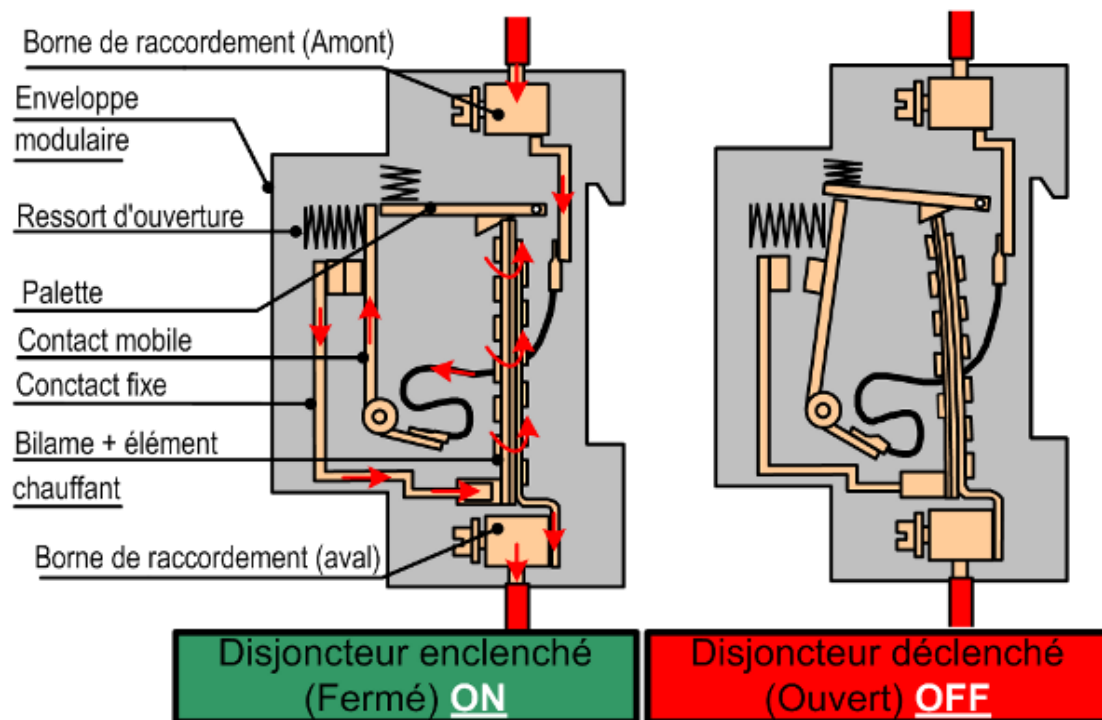 Borne de raccordement (Amont)
Enveloppe
modulaire
Ressort d'ouverture
Palette
Contact mobile
Conctact fixe
Bilame + élément
chauffant
Borne de raccordement (aval)
Disjoncteur enclenché
(Fermé) ON
Disjoncteur déclenché
(Ouvert) OFF